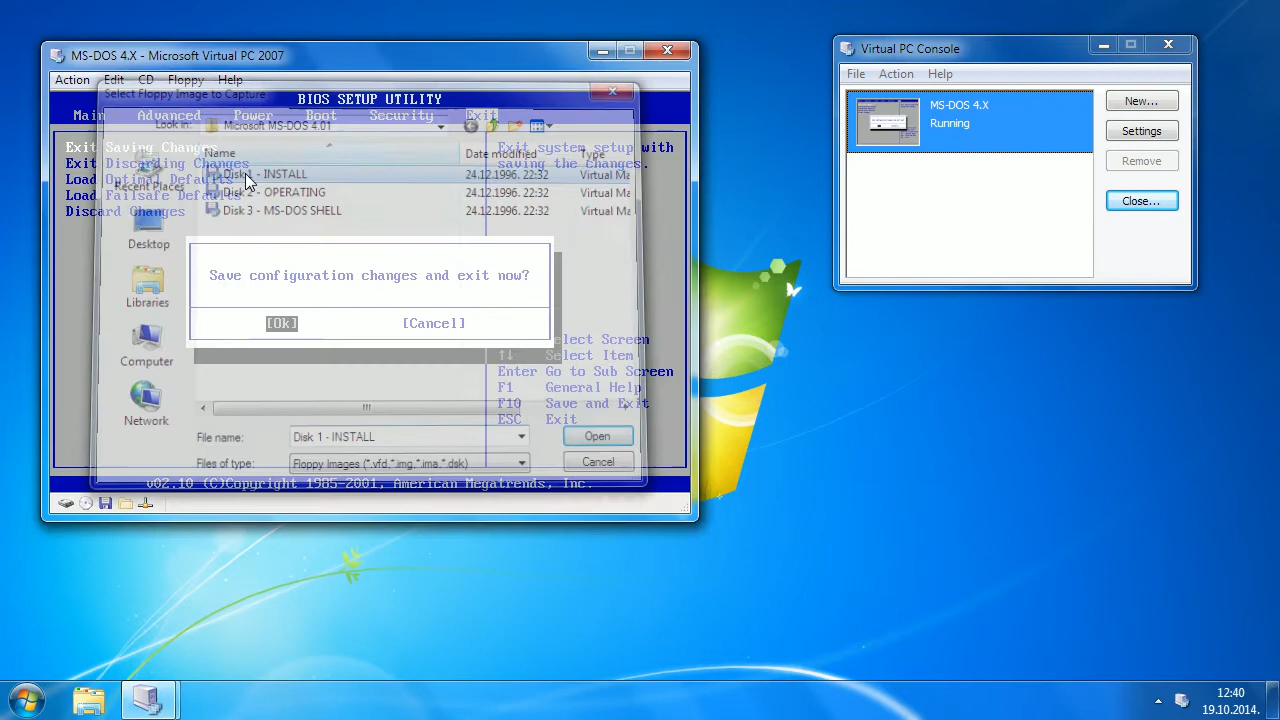 MS-DOS 4.X - Microsoft Virtual PC 2007
Action Edit CD Floppy Help
Select Floppy Image to Capture
BIOS SETUP UTILITY
Main Advanced Power Boot Security Exit
Look in: Microsoft MS-DOS 4.01
Exit Saving Changes
Exit Discarding Changes
Load Optimal Defaults
Load Failsafe Defaults
Discard Changes
Exit system setup with
saving the changes.
Name Date modified Type
Disk 1 - INSTALL 24.12.1996. 22:32 Virtual Ma
Disk 2 - OPERATING 24.12.1996. 22:32 Virtual Ma
Disk 3 - MS-DOS SHELL 24.12.1996. 22:32 Virtual Ma
Recent Places
Desktop
Libraries
Computer
Network
Save configuration changes and exit now?
[Ok] [Cancel]
Select Screen
↑↓ Select Item
Enter Go to Sub Screen
F1 General Help
F10 Save and Exit
ESC Exit
File name: Disk 1 - INSTALL Open
Files of type: Floppy Images (*.vfd,*.img,*.ima.*.dsk) Cancel
v02.10 (C)Copyright 1985-2001, American Megatrends, Inc.
Virtual PC Console
File Action Help
MS-DOS 4.X
Running
New...
Settings
Remove
Close...
12:40
19.10.2014.